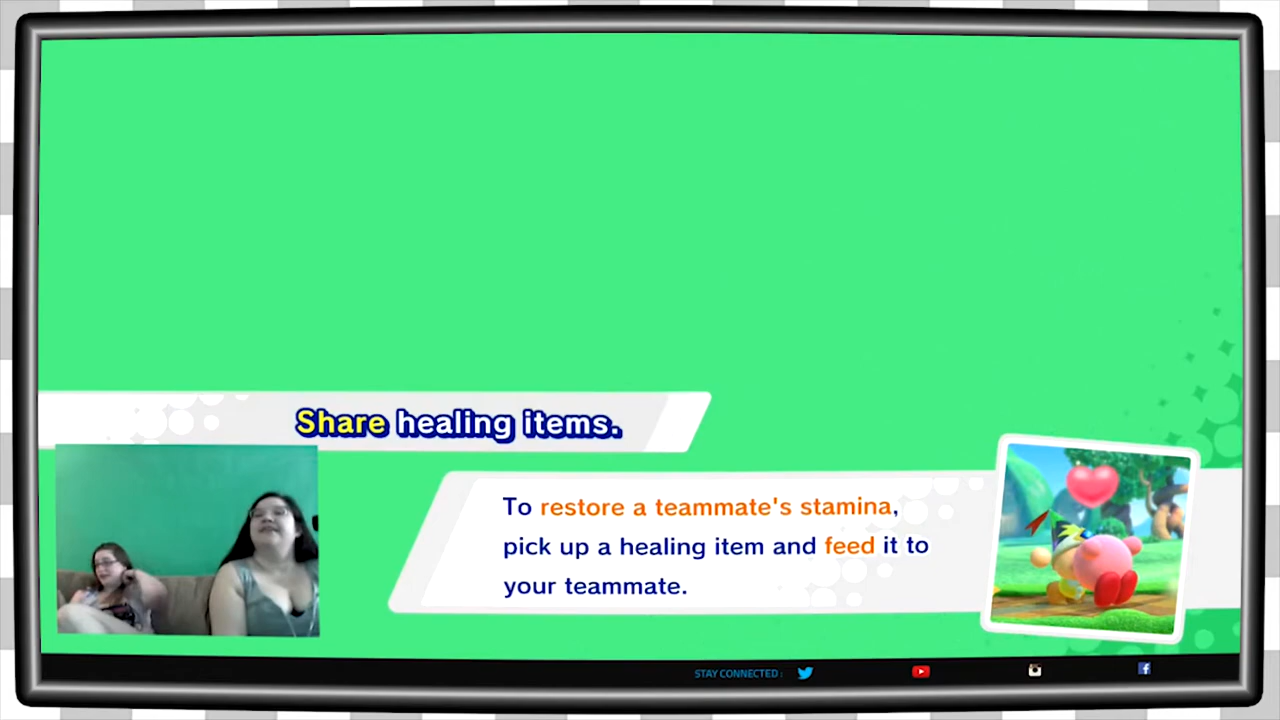 Share healing items.
To restore a teammate's stamina,
pick up a healing item and feed it to
your teammate.
STAY CONNECTED :